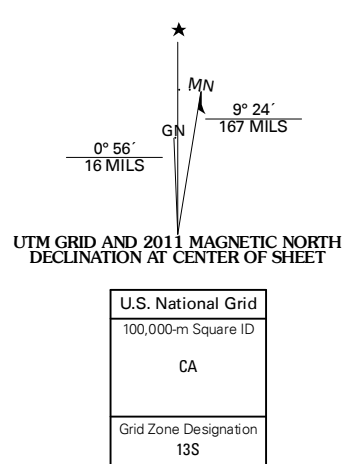 ★
MN
9° 24´
167 MILS
GN
0° 56´
16 MILS
UTM GRID AND 2011 MAGNETIC NORTH
DECLINATION AT CENTER OF SHEET
U.S. National Grid
100,000-m Square ID
CA
Grid Zone Designation
13S